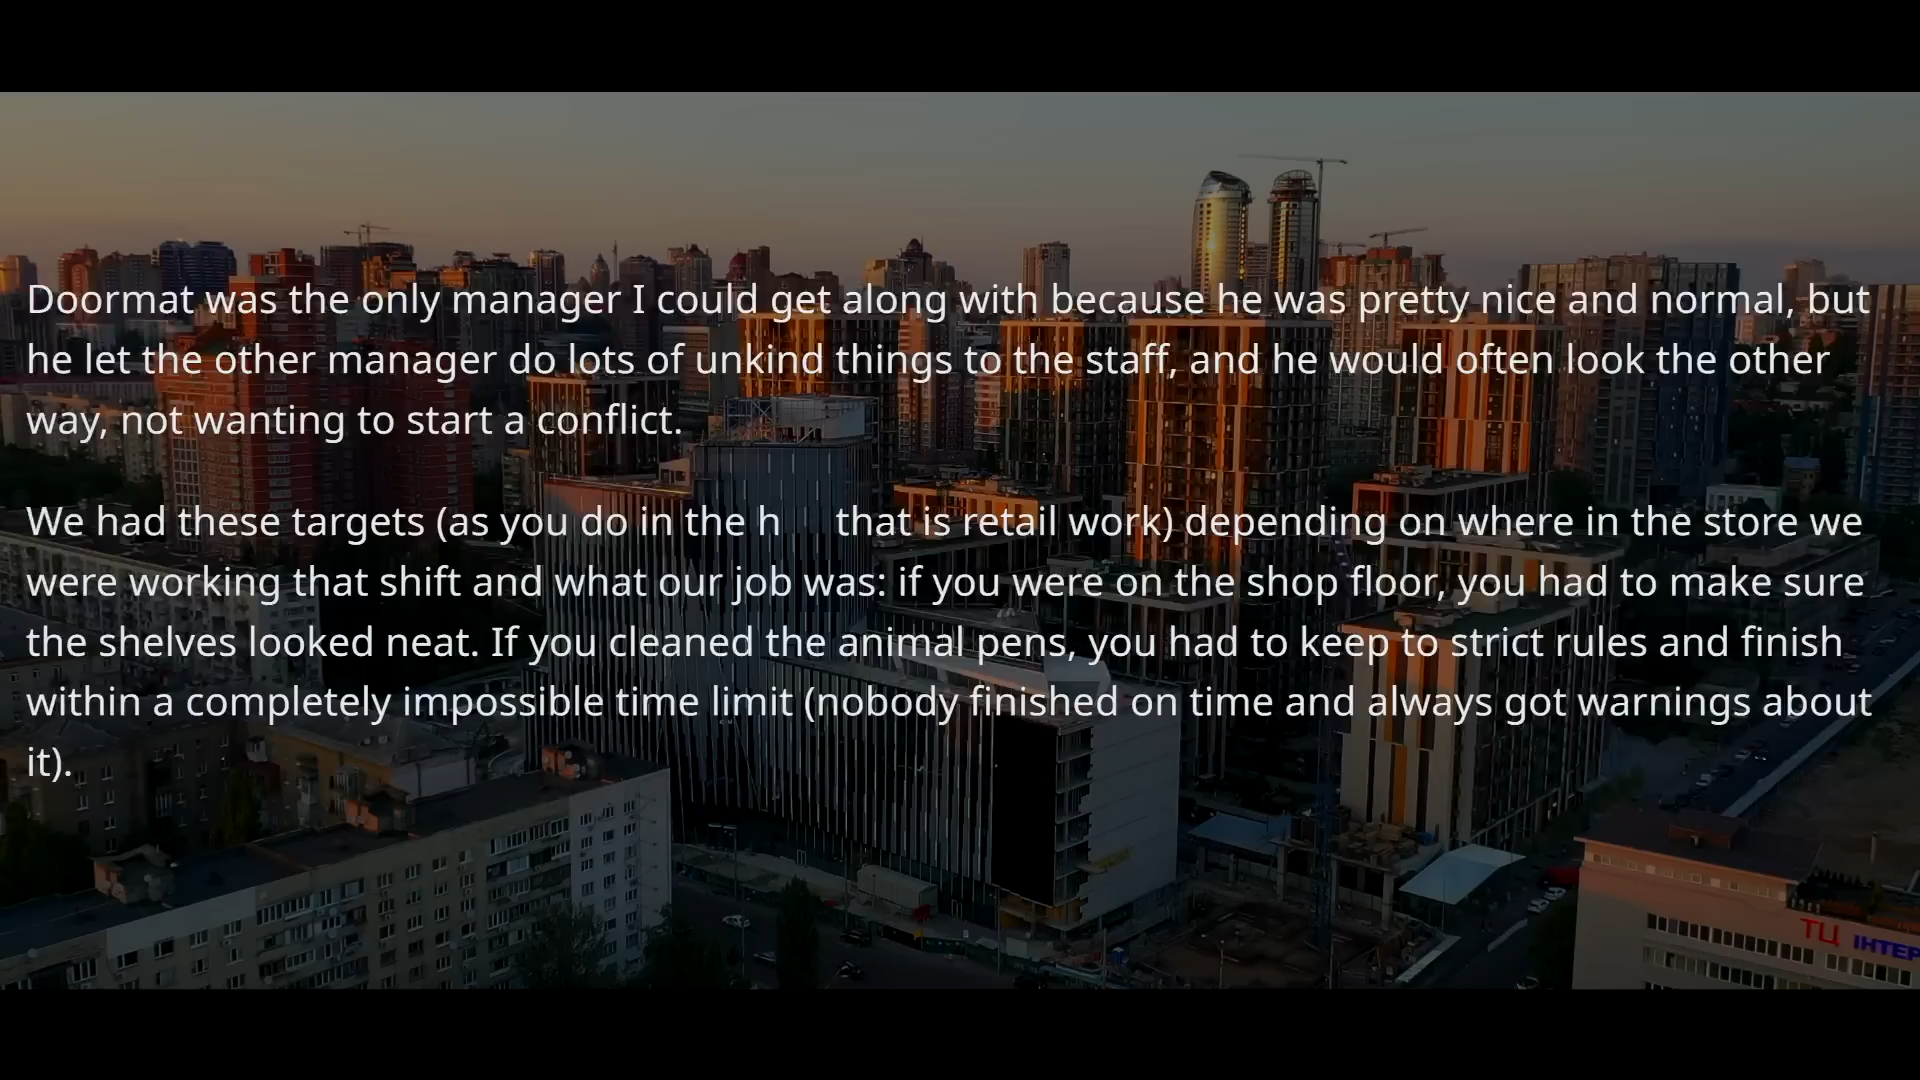 Doormat was the only manager I could get along with because he was pretty nice and normal, but
he let the other manager do lots of unkind things to the staff, and he would often look the other
way, not wanting to start a conflict.
We had these targets (as you do in the h that is retail work) depending on where in the store we
were working that shift and what our job was: if you were on the shop floor, you had to make sure
the shelves looked neat. If you cleaned the animal pens, you had to keep to strict rules and finish
within a completely impossible time limit (nobody finished on time and always got warnings about
it).
ТЦ ІНТЕР